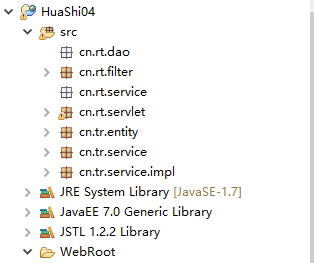 HuaShi04
src
cn.rt.dao
cn.rt.filter
cn.rt.service
cn.rt.servlet
cn.tr.entity
cn.tr.service
cn.tr.service.impl
JRE System Library [JavaSE-1.7]
JavaEE 7.0 Generic Library
JSTL 1.2.2 Library
WebRoot